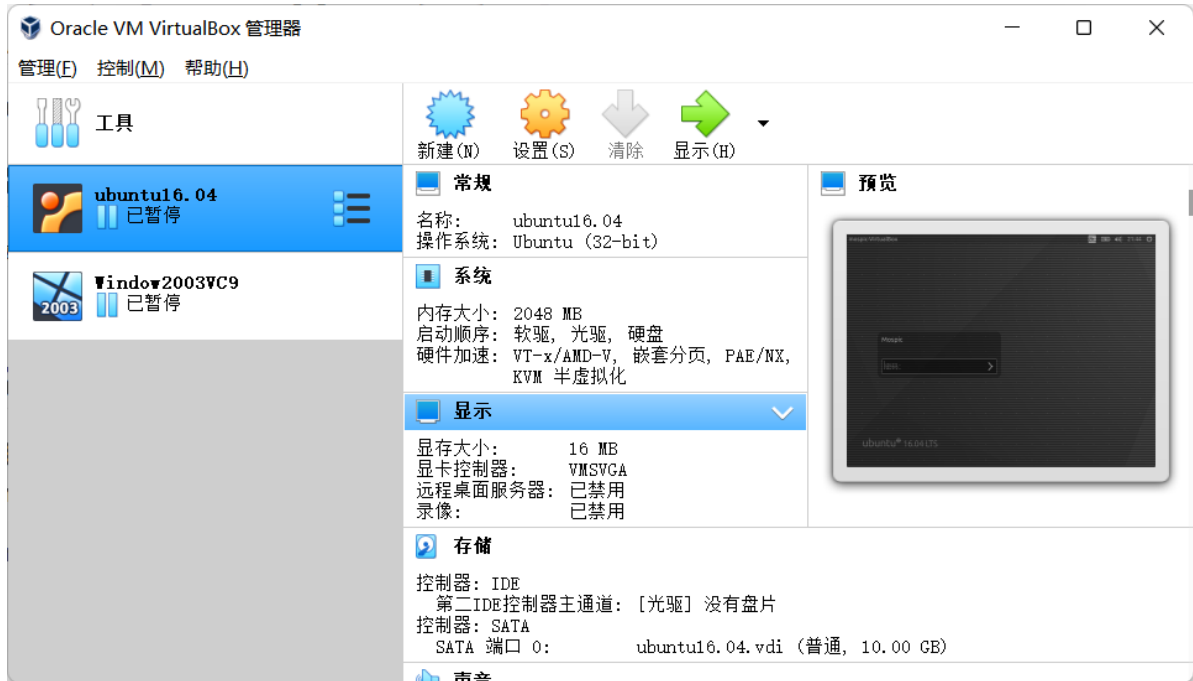 Oracle VM VirtualBox 管理器
管理(F) 控制(M) 帮助(H)
工具
新建(N) 设置(S) 清除 显示(H)
ubuntu16.04
已暂停
2003
Window2003VC9
已暂停
常规
名称: ubuntu16.04
操作系统: Ubuntu (32-bit)
系统
内存大小: 2048 MB
启动顺序: 软驱, 光驱, 硬盘
硬件加速: VT-x/AMD-V, 嵌套分页, PAE/NX,
KVM 半虚拟化
显示
显存大小: 16 MB
显卡控制器: VMSVGA
远程桌面服务器: 已禁用
录像: 已禁用
预览
ubuntu® 16.04 LTS
存储
控制器: IDE
第二IDE控制器主通道: [光驱] 没有盘片
控制器: SATA
SATA 端口 0: ubuntu16.04.vdi (普通, 10.00 GB)
声音